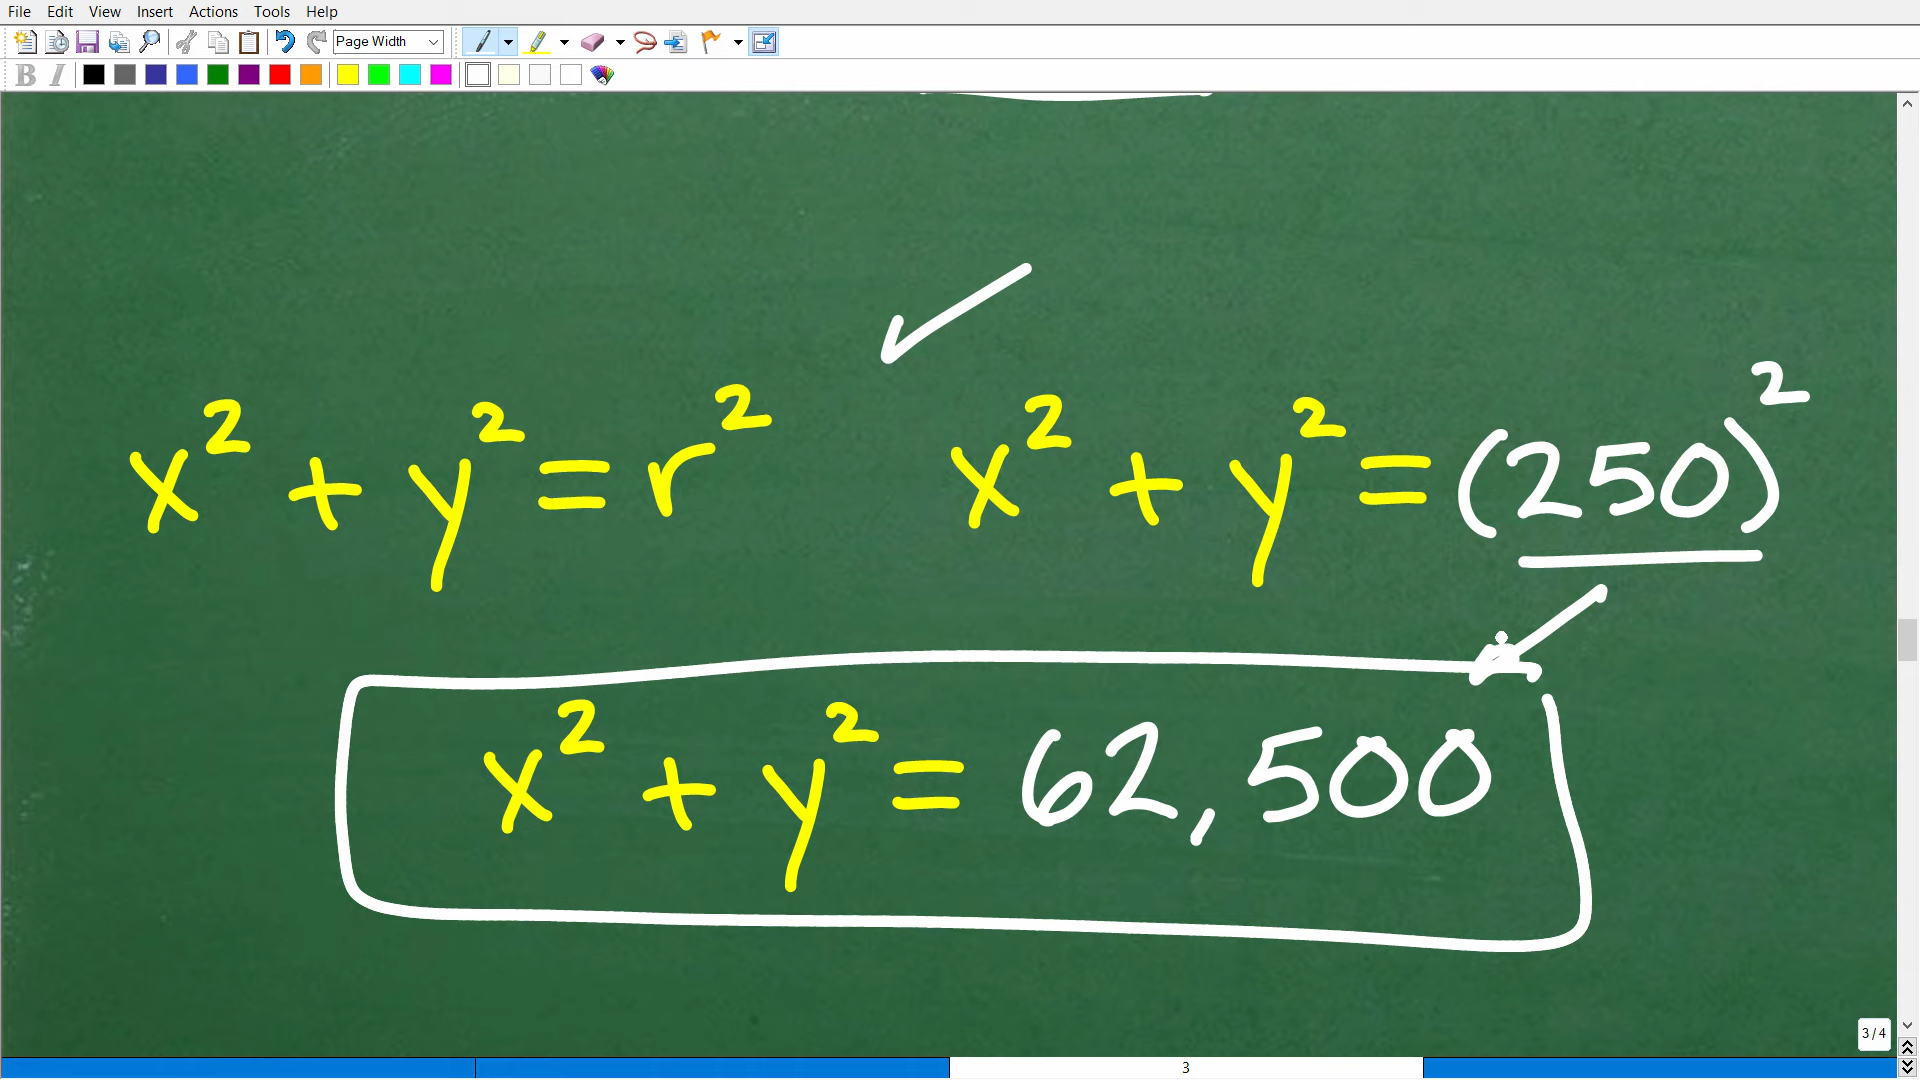 File Edit View Insert Actions Tools Help
Page Width
B I
x² + y² = r² x² + y² = (250)²
x² + y² = 62,500
3 / 4
3